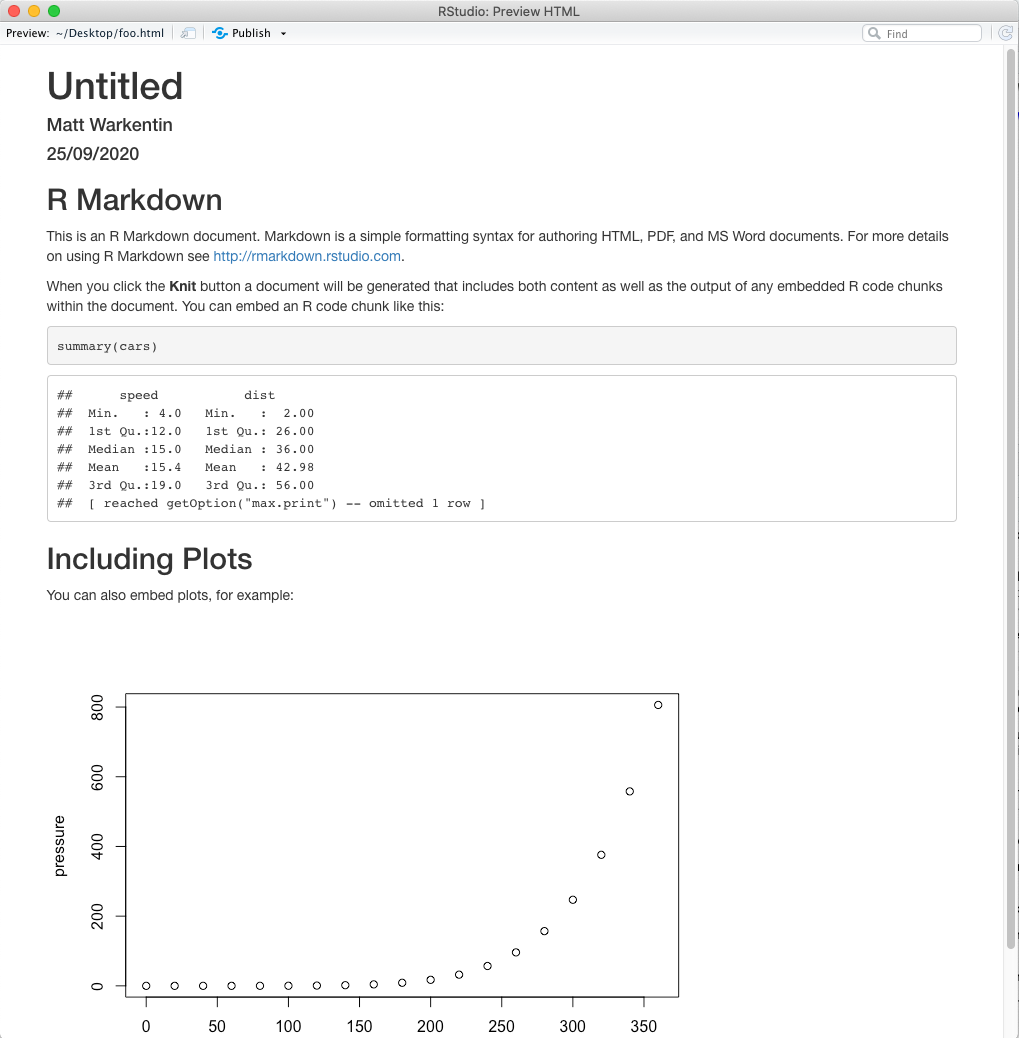 RStudio: Preview HTML
Preview: ~/Desktop/foo.html Publish Find
Untitled
Matt Warkentin
25/09/2020
R Markdown
This is an R Markdown document. Markdown is a simple formatting syntax for authoring HTML, PDF, and MS Word documents. For more details
on using R Markdown see http://rmarkdown.rstudio.com.
When you click the Knit button a document will be generated that includes both content as well as the output of any embedded R code chunks
within the document. You can embed an R code chunk like this:
summary(cars)
##      speed           dist
##  Min.   : 4.0   Min.   :  2.00
##  1st Qu.:12.0   1st Qu.: 26.00
##  Median :15.0   Median : 36.00
##  Mean   :15.4   Mean   : 42.98
##  3rd Qu.:19.0   3rd Qu.: 56.00
##  [ reached getOption("max.print") -- omitted 1 row ]
Including Plots
You can also embed plots, for example:
800
600
400
200
0
pressure
0 50 100 150 200 250 300 350